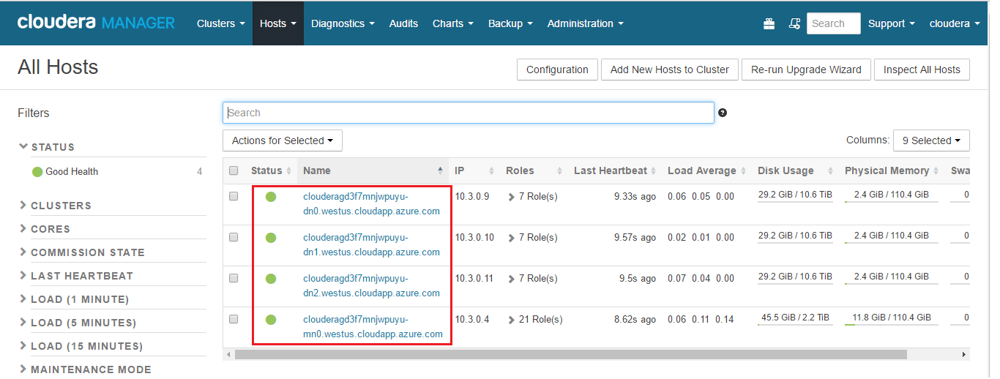 cloudera MANAGER Clusters Hosts Diagnostics Audits Charts Backup Administration Search Support cloudera
All Hosts
Configuration Add New Hosts to Cluster Re-run Upgrade Wizard Inspect All Hosts
Filters
STATUS
Good Health 4
CLUSTERS
CORES
COMMISSION STATE
LAST HEARTBEAT
LOAD (1 MINUTE)
LOAD (5 MINUTES)
LOAD (15 MINUTES)
MAINTENANCE MODE
Search ?
Actions for Selected Columns: 9 Selected
Status Name IP Roles Last Heartbeat Load Average Disk Usage Physical Memory Swa
clouderagd3f7mnjwpuyu- 10.3.0.9 7 Role(s) 9.33s ago 0.06 0.05 0.00 29.2 GiB / 10.6 TiB 2.4 GiB / 110.4 GiB 0
dn0.westus.cloudapp.azure.com
clouderagd3f7mnjwpuyu- 10.3.0.10 7 Role(s) 9.57s ago 0.02 0.01 0.00 29.2 GiB / 10.6 TiB 2.4 GiB / 110.4 GiB 0
dn1.westus.cloudapp.azure.com
clouderagd3f7mnjwpuyu- 10.3.0.11 7 Role(s) 9.5s ago 0.07 0.04 0.00 29.2 GiB / 10.6 TiB 2.4 GiB / 110.4 GiB 0
dn2.westus.cloudapp.azure.com
clouderagd3f7mnjwpuyu- 10.3.0.4 21 Role(s) 8.62s ago 0.06 0.11 0.14 45.5 GiB / 2.2 TiB 11.8 GiB / 110.4 GiB 0
mn0.westus.cloudapp.azure.com